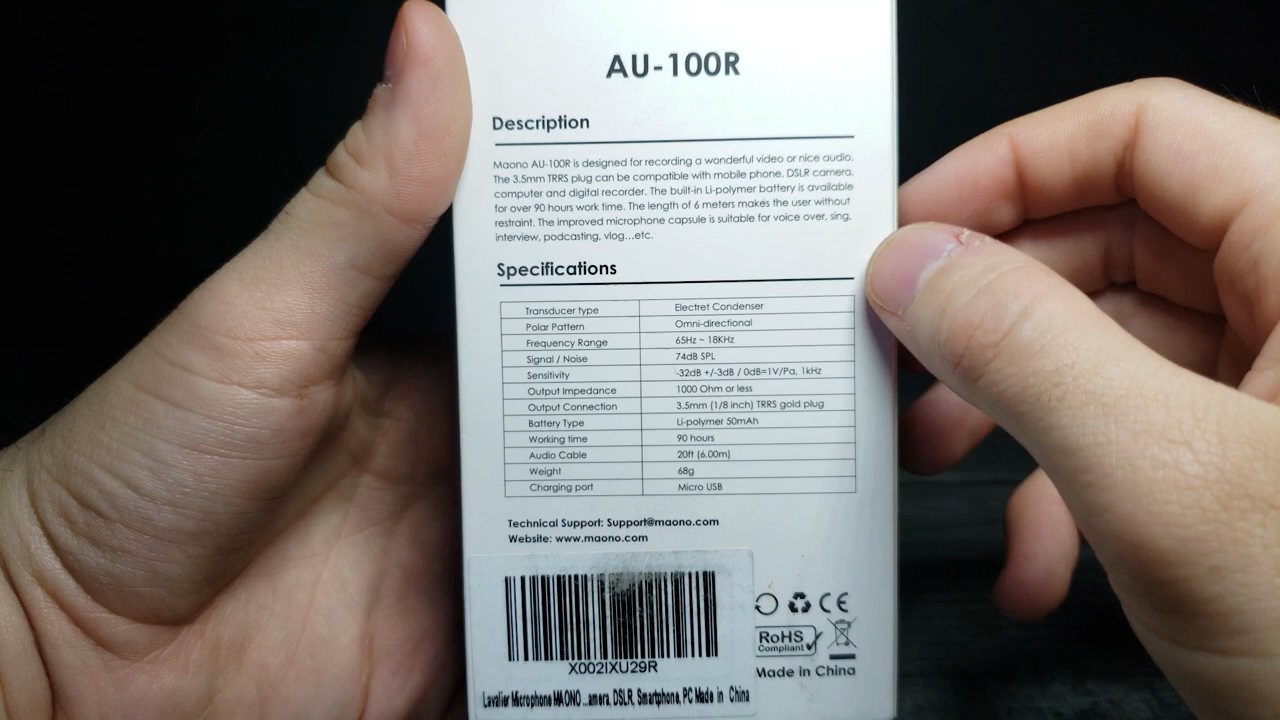 AU-100R
Description
Maono AU-100R is designed for recording a wonderful video or nice audio.
The 3.5mm TRRS plug can be compatible with mobile phone, DSLR camera,
computer and digital recorder. The built-in Li-polymer battery is available
for over 90 hours work time. The length of 6 meters makes the user without
restraint. The improved microphone capsule is suitable for voice over, sing,
interview, podcasting, vlog...etc.
Specifications
Transducer type Electret Condenser
Polar Pattern Omni-directional
Frequency Range 65Hz ~ 18KHz
Signal / Noise 74dB SPL
Sensitivity -32dB +/-3dB / 0dB=1V/Pa, 1kHz
Output Impedance 1000 Ohm or less
Output Connection 3.5mm (1/8 inch) TRRS gold plug
Battery Type Li-polymer 50mAh
Working time 90 hours
Audio Cable 20ft (6.00m)
Weight 68g
Charging port Micro USB
Technical Support: Support@maono.com
Website: www.maono.com
CE
RoHS
Compliant
X002IXU29R
Made in China
Lavalier Microphone MAONO ...amera, DSLR, Smartphone, PC Made in China